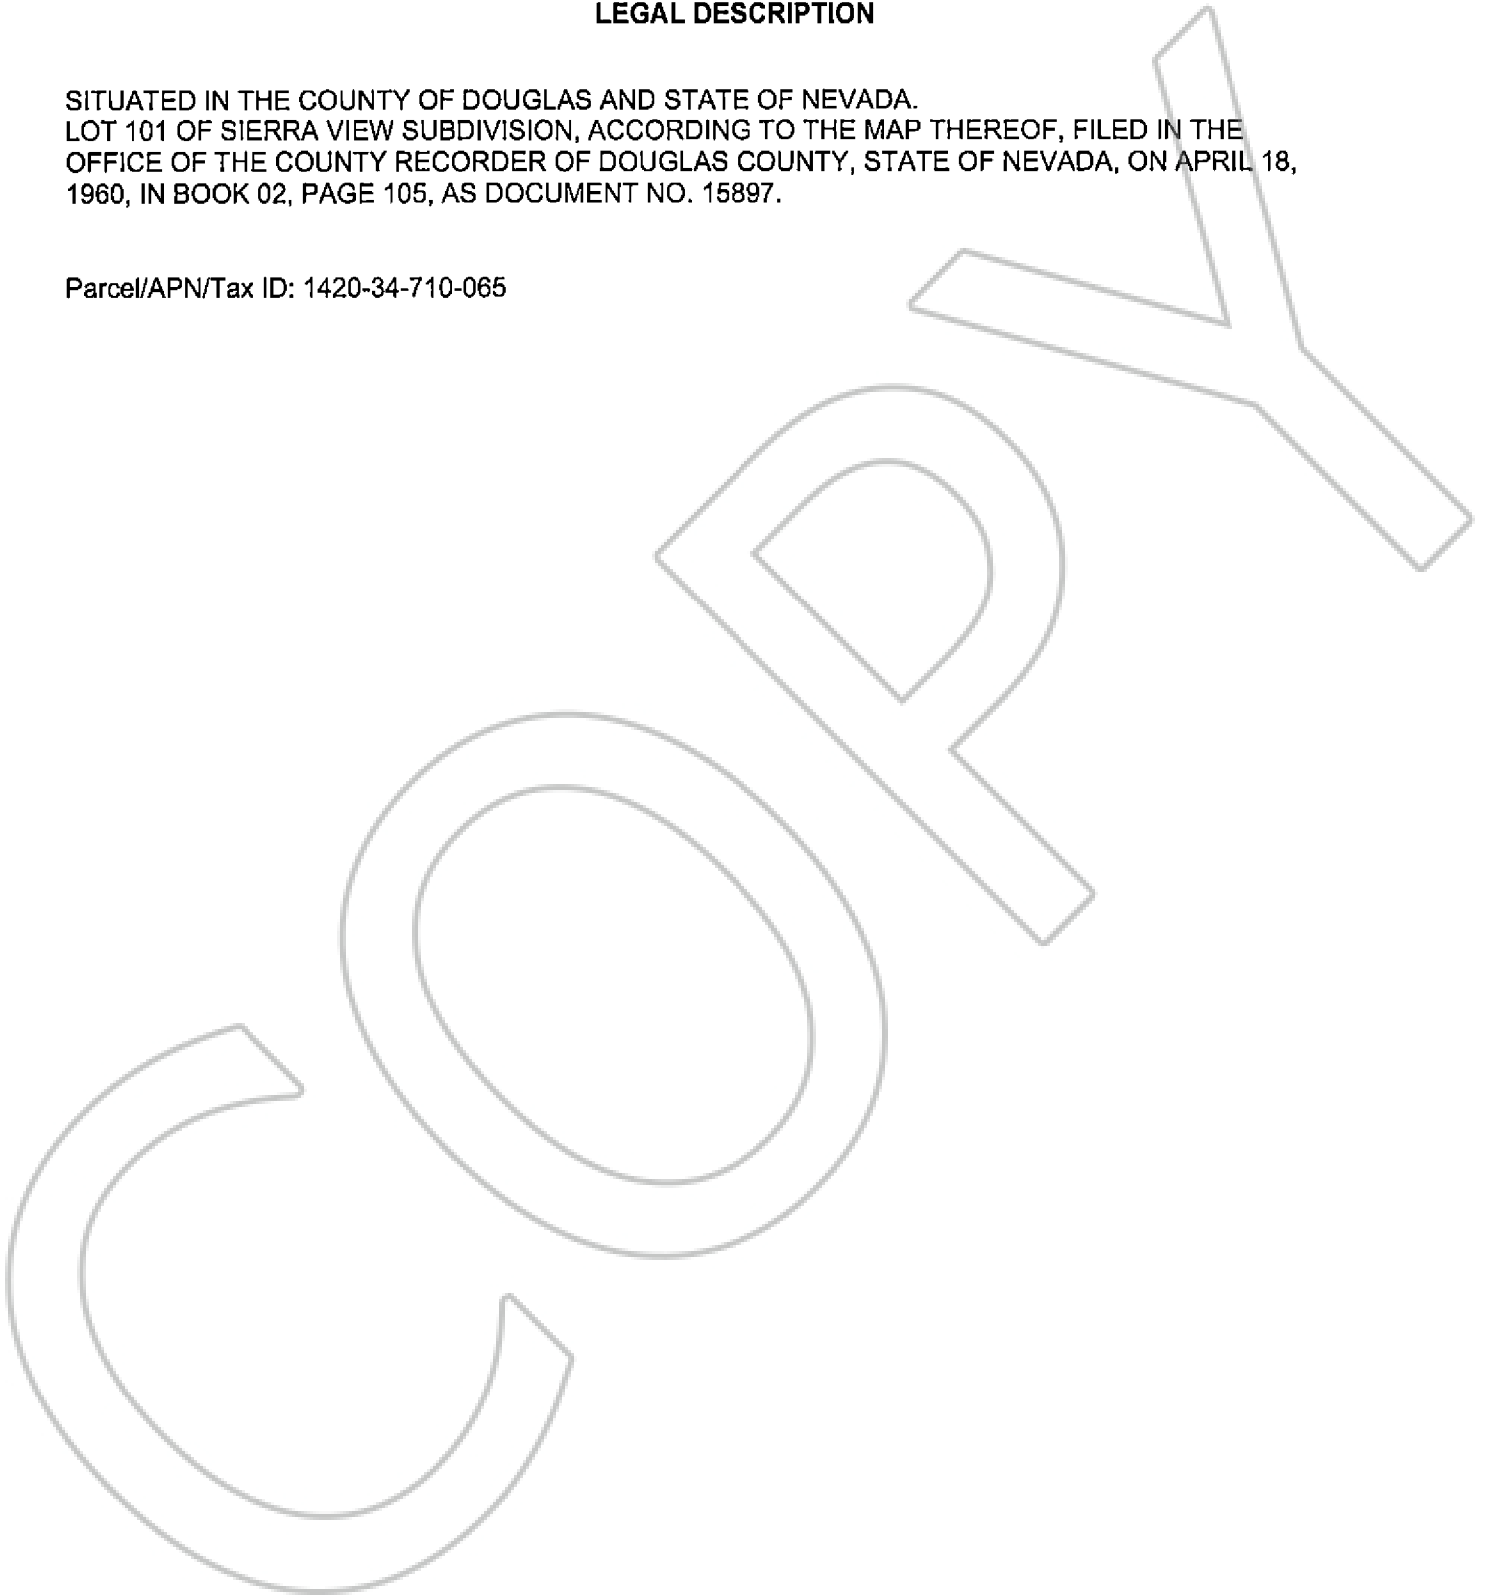 LEGAL DESCRIPTION
SITUATED IN THE COUNTY OF DOUGLAS AND STATE OF NEVADA.
LOT 101 OF SIERRA VIEW SUBDIVISION, ACCORDING TO THE MAP THEREOF, FILED IN THE
OFFICE OF THE COUNTY RECORDER OF DOUGLAS COUNTY, STATE OF NEVADA, ON APRIL 18,
1960, IN BOOK 02, PAGE 105, AS DOCUMENT NO. 15897.
Parcel/APN/Tax ID: 1420-34-710-065
COPY